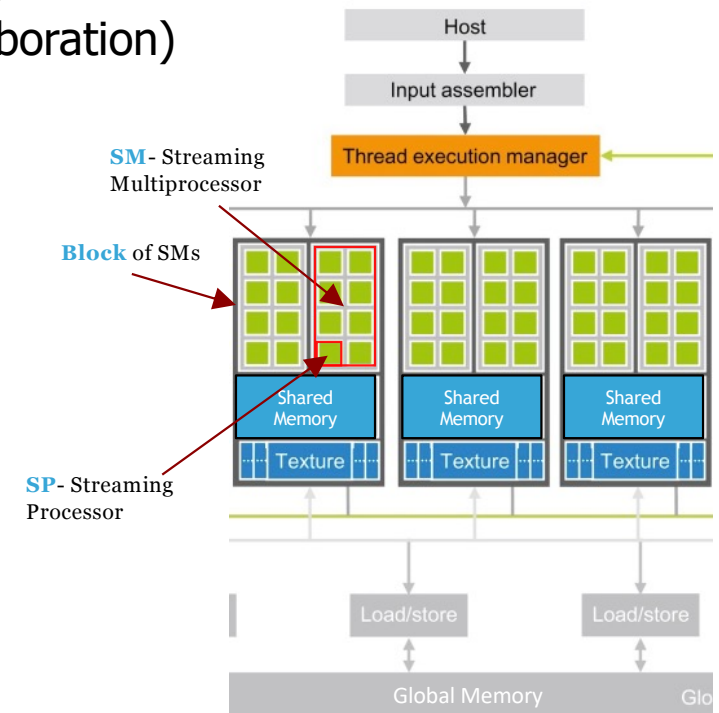 boration)
Host
Input assembler
Thread execution manager
SM- Streaming
Multiprocessor
Block of SMs
Shared
Memory
Shared
Memory
Shared
Memory
Texture
Texture
Texture
SP- Streaming
Processor
Load/store
Load/store
Global Memory
Glo